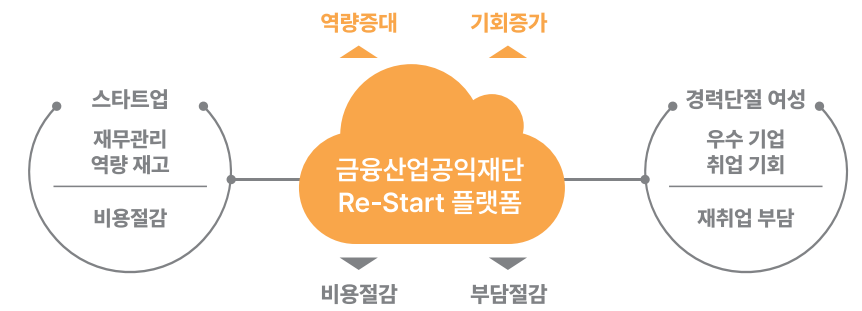 역량증대
기회증가
스타트업
재무관리
역량 재고
비용절감
금융산업공익재단
Re-Start 플랫폼
경력단절 여성
우수 기업
취업 기회
재취업 부담
비용절감
부담절감